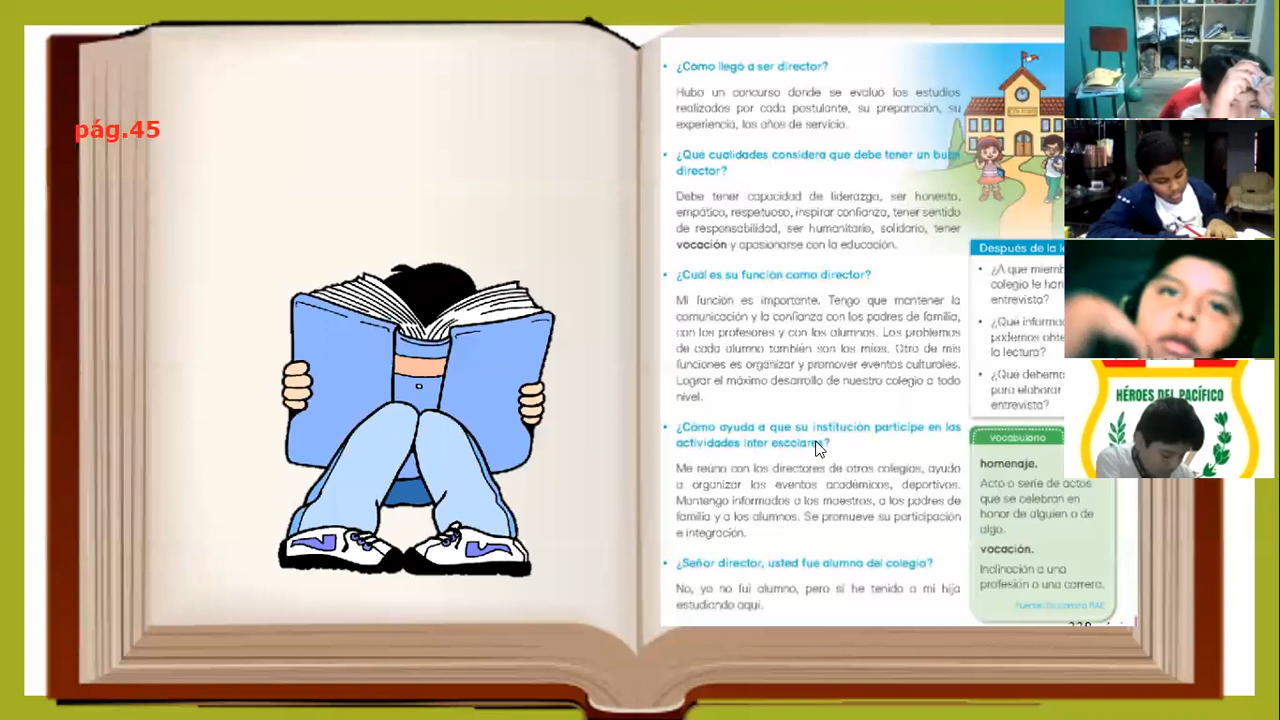 pág.45
¿Cómo llegó a ser director?
Hubo un concurso donde se evaluó los estudios
realizados por cada postulante, su preparación, su
experiencia, los años de servicio.
¿Qué cualidades considera que debe tener un buen
director?
Debe tener capacidad de liderazgo, ser honesto,
empático, respetuoso, inspirar confianza, tener sentido
de responsabilidad, ser humanitario, solidario, tener
vocación y apasionarse con la educación.
¿Cuál es su función como director?
Mi función es importante. Tengo que mantener la
comunicación y la confianza con los padres de familia,
con los profesores y con los alumnos. Los problemas
de cada alumno también son los míos. Otra de mis
funciones es organizar y promover eventos culturales.
Lograr el máximo desarrollo de nuestro colegio a todo
nivel.
¿Cómo ayuda a que su institución participe en las
actividades inter escolares?
Me reúno con los directores de otros colegios, ayudo
a organizar los eventos académicos, deportivos.
Mantengo informados a los maestros, a los padres de
familia y a los alumnos. Se promueve su participación
e integración.
¿Señor director, usted fue alumno del colegio?
No, yo no fui alumno, pero sí he tenido a mi hija
estudiando aquí.
Después de la
¿A que
colegio le
entrevista?
¿Qué
podemos
la lectura?
¿Qué
para elaborar
entrevista?
vocabulario
homenaje.
Acto o serie de actos
que se celebran en
honor de alguien o de
algo.
vocación.
Inclinación a una
profesión o una carrera.
Fuente: Diccionario RAE
HÉROES DEL PACÍFICO